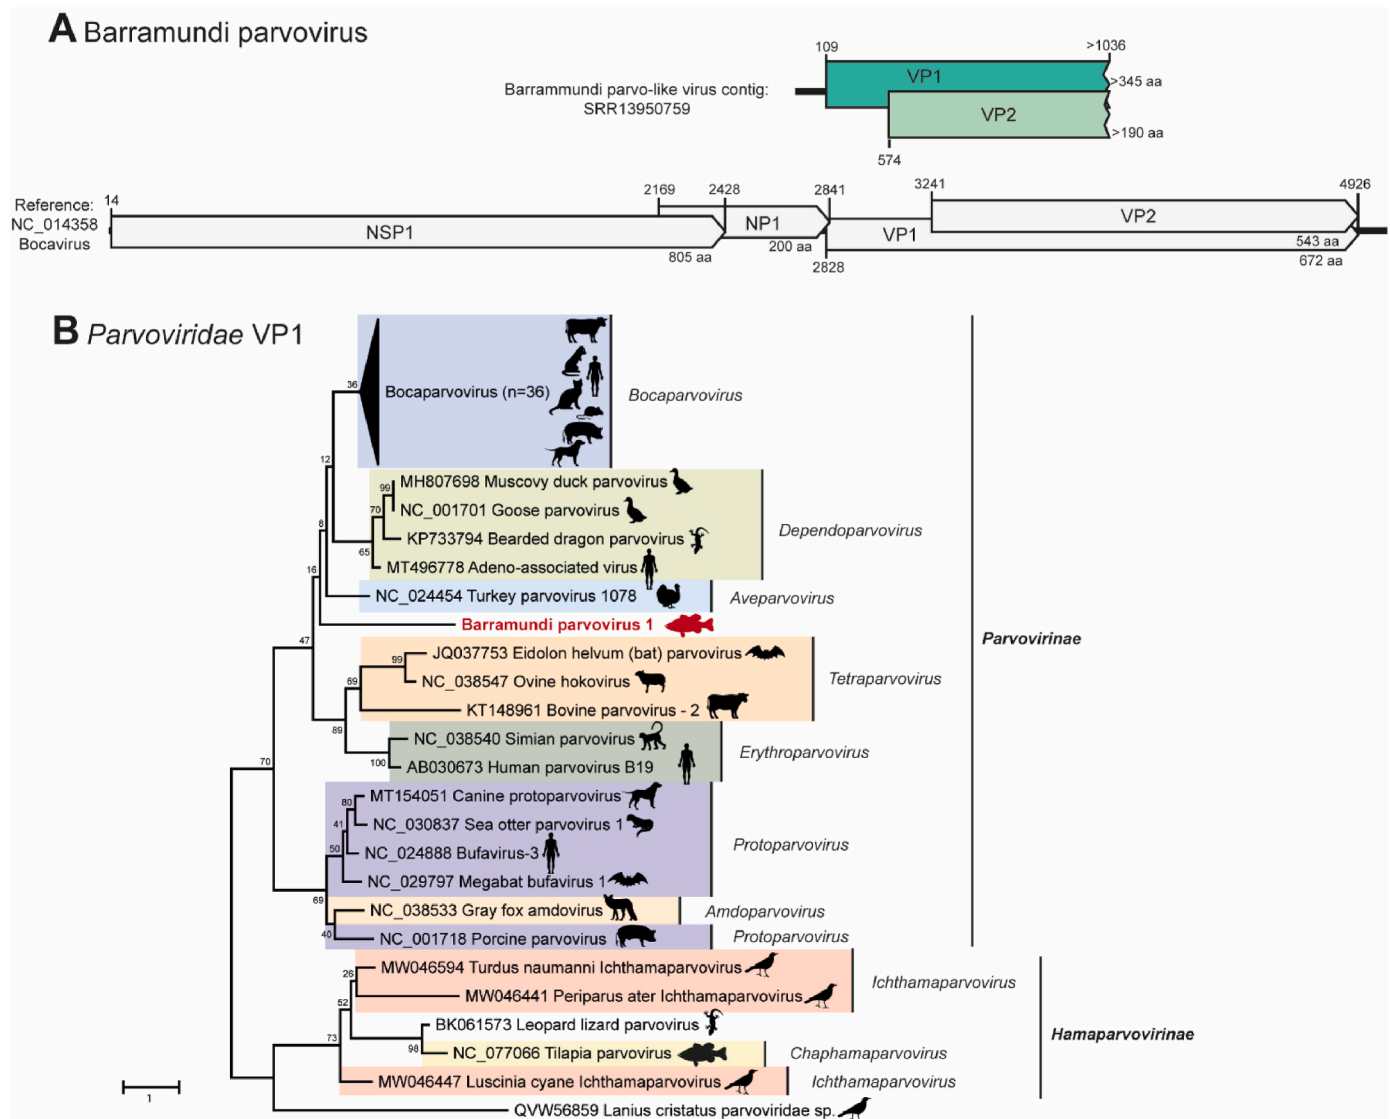 A Barramundi parvovirus
109
>1036
Barrammundi parvo-like virus contig:
SRR13950759
VP1
>345 aa
VP2
>190 aa
574
Reference:
NC_014358
Bocavirus
14
2169
2428
2841
3241
4926
NSP1
NP1
VP1
VP2
805 aa
200 aa
2828
543 aa
672 aa
B Parvoviridae VP1
36
Bocaparvovirus (n=36)
Bocaparvovirus
12
99
MH807698 Muscovy duck parvovirus
70
NC_001701 Goose parvovirus
8
KP733794 Bearded dragon parvovirus
Dependoparvovirus
65
MT496778 Adeno-associated virus
16
NC_024454 Turkey parvovirus 1078
Aveparvovirus
Barramundi parvovirus 1
Parvovirinae
47
99
JQ037753 Eidolon helvum (bat) parvovirus
NC_038547 Ovine hokovirus
Tetraparvovirus
69
KT148961 Bovine parvovirus - 2
89
NC_038540 Simian parvovirus
Erythroparvovirus
100
AB030673 Human parvovirus B19
70
MT154051 Canine protoparvovirus
80
NC_030837 Sea otter parvovirus 1
41
Protoparvovirus
50
NC_024888 Bufavirus-3
NC_029797 Megabat bufavirus 1
69
NC_038533 Gray fox amdovirus
Amdoparvovirus
40
NC_001718 Porcine parvovirus
Protoparvovirus
MW046594 Turdus naumanni Ichthamaparvovirus
26
Ichthamaparvovirus
MW046441 Periparus ater Ichthamaparvovirus
52
BK061573 Leopard lizard parvovirus
Hamaparvovirinae
73
98
NC_077066 Tilapia parvovirus
Chaphamaparvovirus
MW046447 Luscinia cyane Ichthamaparvovirus
Ichthamaparvovirus
1
QVW56859 Lanius cristatus parvoviridae sp.